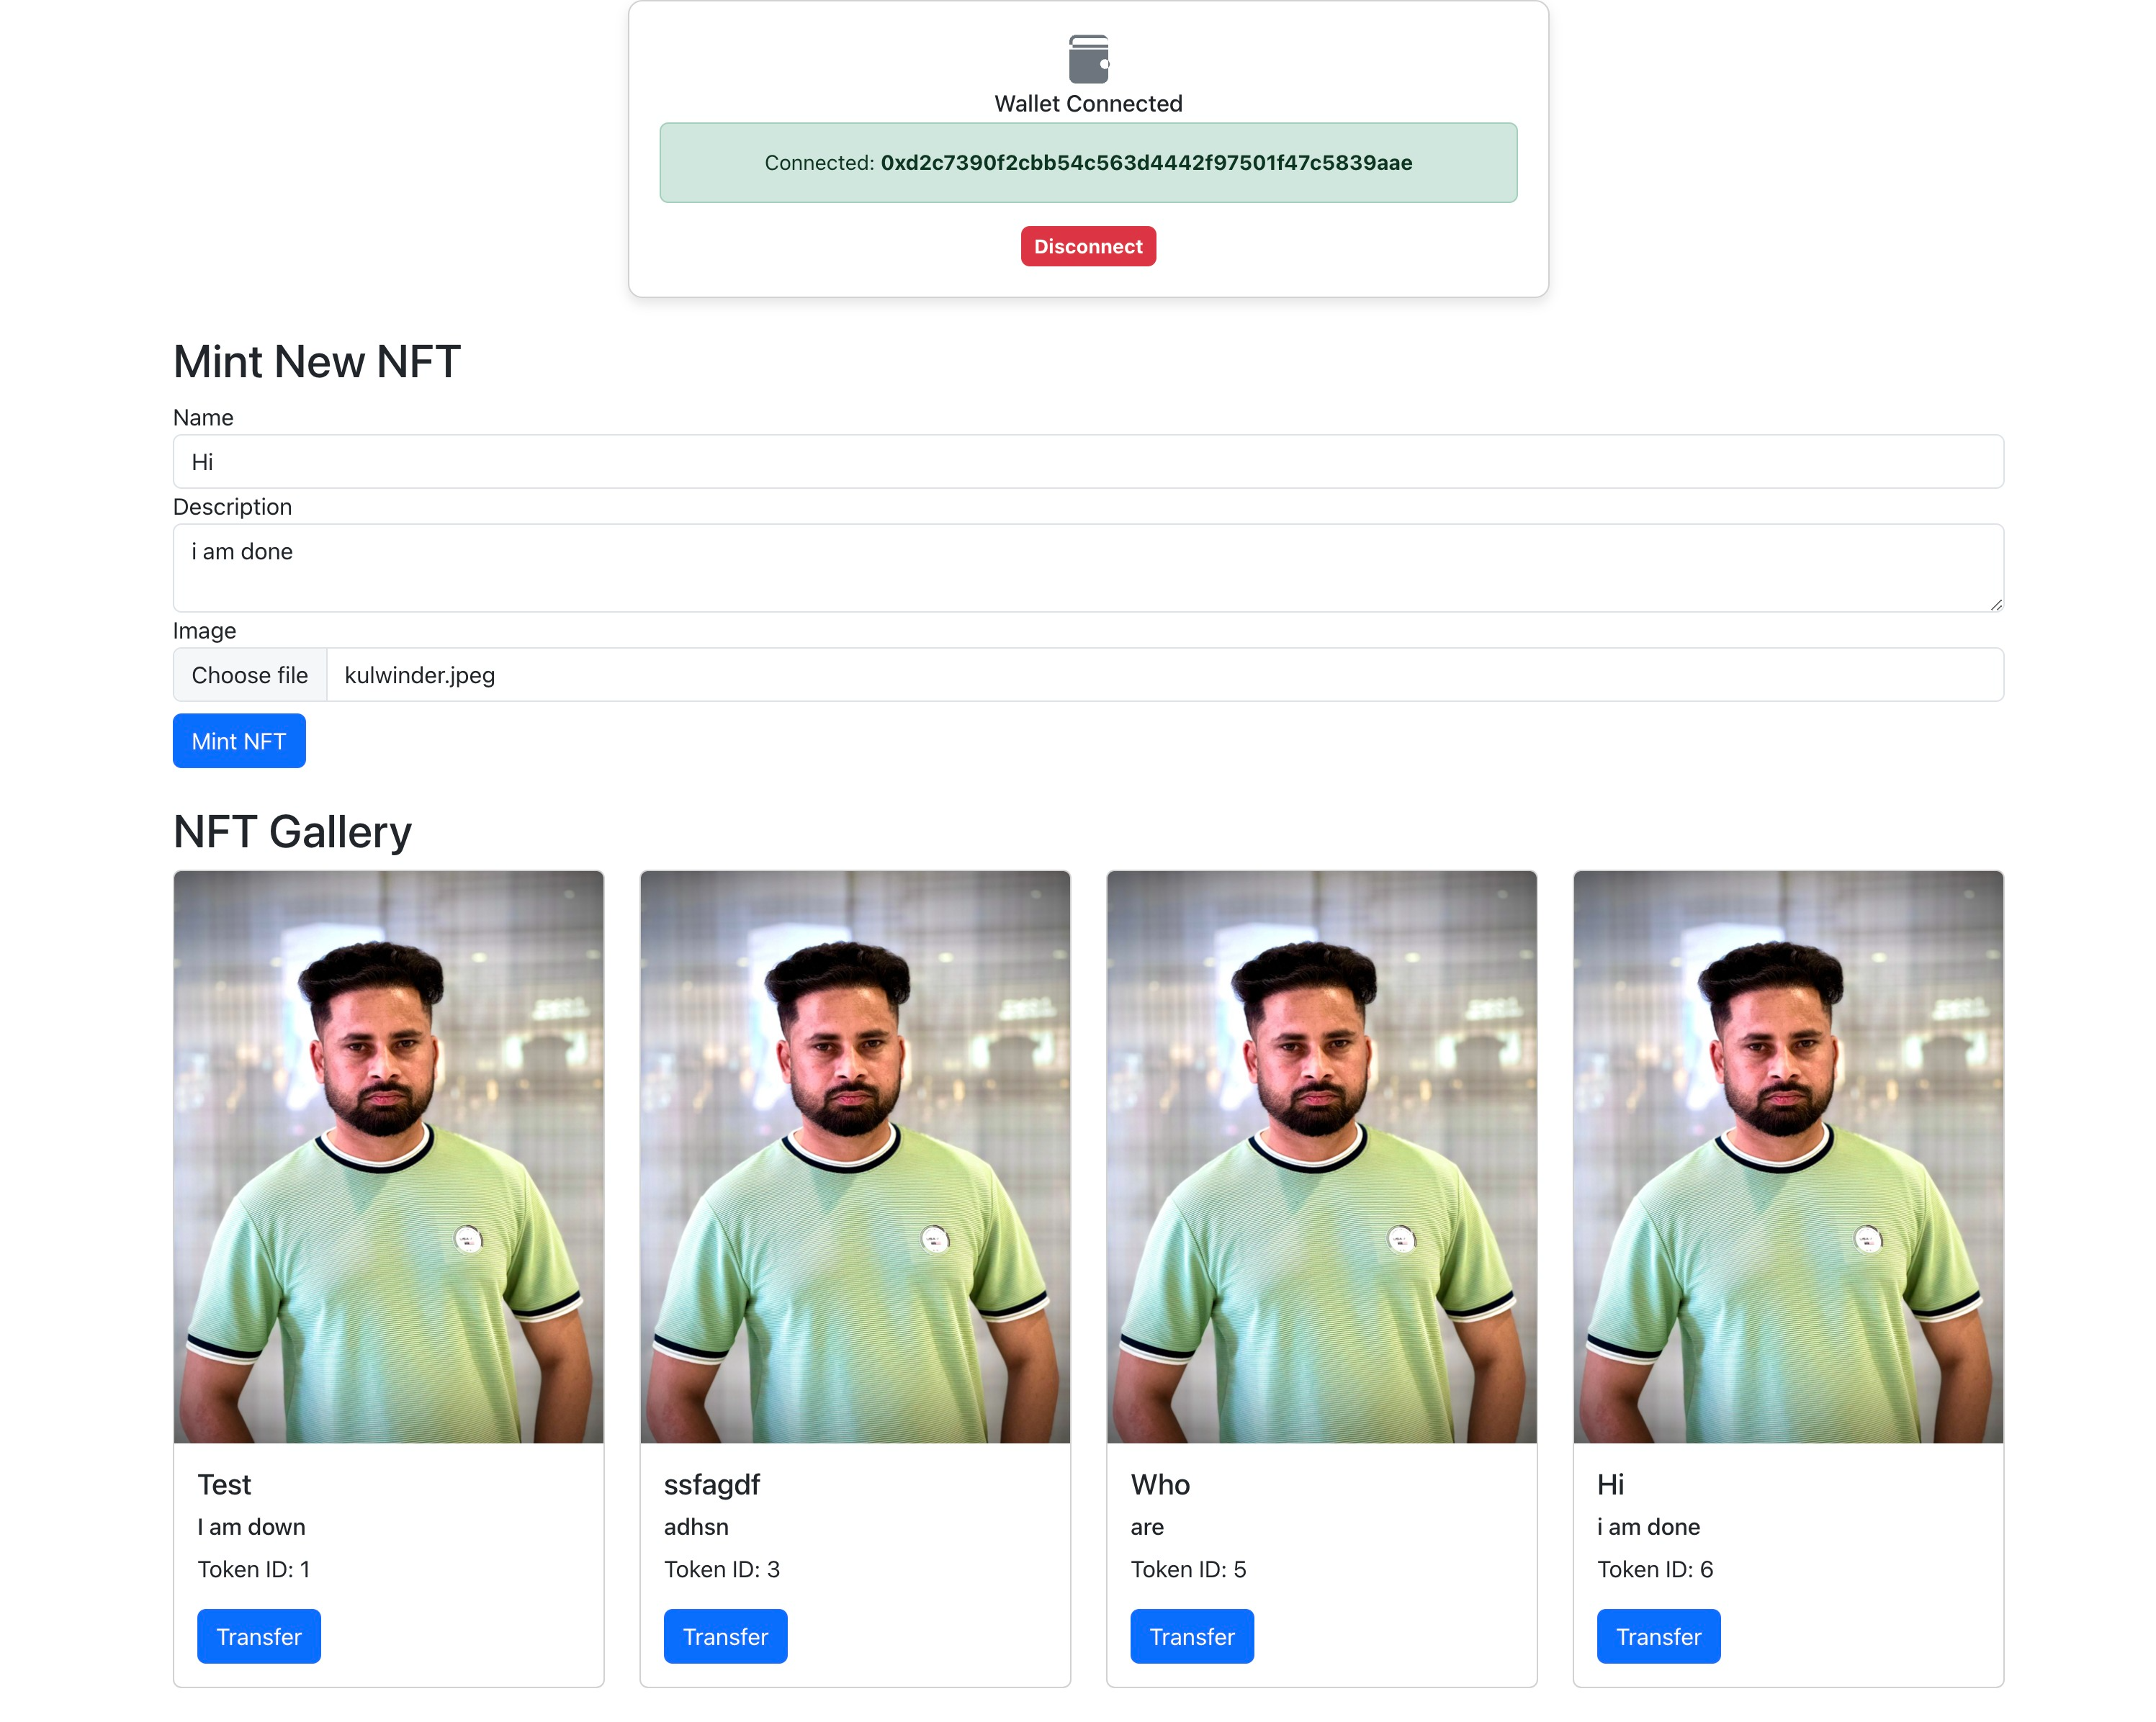 Wallet Connected
Connected: 0xd2c7390f2cbb54c563d4442f97501f47c5839aae
Disconnect
Mint New NFT
Name
Hi
Description
i am done
Image
Choose file kulwinder.jpeg
Mint NFT
NFT Gallery
Test
I am down
Token ID: 1
Transfer
ssfagdf
adhsn
Token ID: 3
Transfer
Who
are
Token ID: 5
Transfer
Hi
i am done
Token ID: 6
Transfer